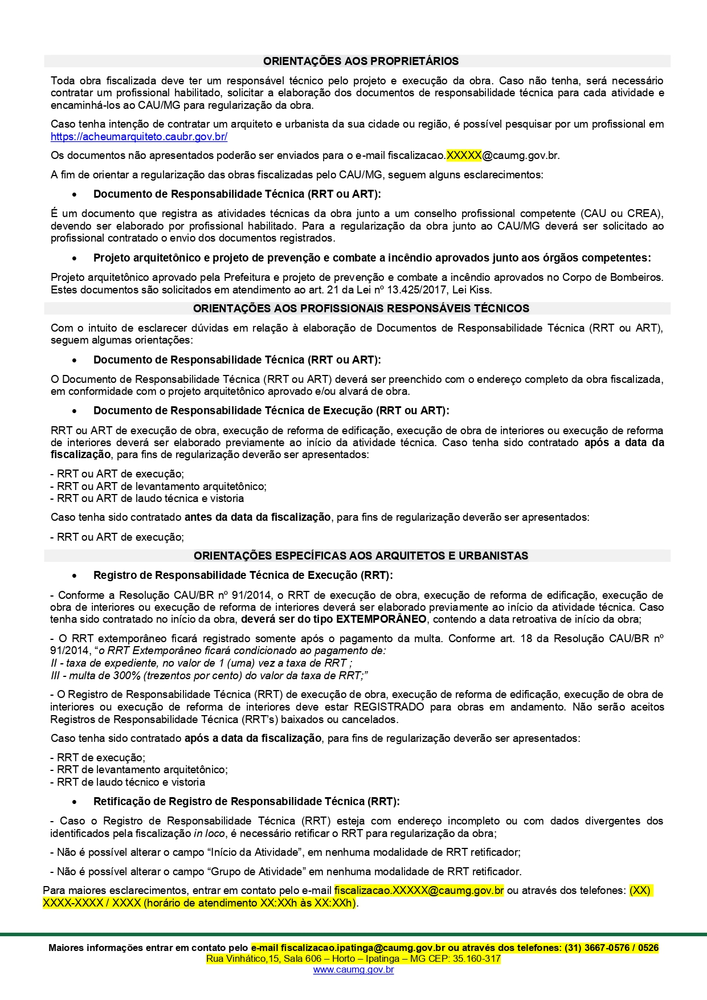 ORIENTAÇÕES AOS PROPRIETÁRIOS
Toda obra fiscalizada deve ter um responsável técnico pelo projeto e execução da obra. Caso não tenha, será necessário
contratar um profissional habilitado, solicitar a elaboração dos documentos de responsabilidade técnica para cada atividade e
encaminhá-los ao CAU/MG para regularização da obra.
Caso tenha intenção de contratar um arquiteto e urbanista da sua cidade ou região, é possível pesquisar por um profissional em
https://acheumarquiteto.caubr.gov.br/
Os documentos não apresentados poderão ser enviados para o e-mail fiscalizacao.XXXXX@caumg.gov.br.
A fim de orientar a regularização das obras fiscalizadas pelo CAU/MG, seguem alguns esclarecimentos:
• Documento de Responsabilidade Técnica (RRT ou ART):
É um documento que registra as atividades técnicas da obra junto a um conselho profissional competente (CAU ou CREA),
devendo ser elaborado por profissional habilitado. Para a regularização da obra junto ao CAU/MG deverá ser solicitado ao
profissional contratado o envio dos documentos registrados.
• Projeto arquitetônico e projeto de prevenção e combate a incêndio aprovados junto aos órgãos competentes:
Projeto arquitetônico aprovado pela Prefeitura e projeto de prevenção e combate a incêndio aprovados no Corpo de Bombeiros.
Estes documentos são solicitados em atendimento ao art. 21 da Lei nº 13.425/2017, Lei Kiss.
ORIENTAÇÕES AOS PROFISSIONAIS RESPONSÁVEIS TÉCNICOS
Com o intuito de esclarecer dúvidas em relação à elaboração de Documentos de Responsabilidade Técnica (RRT ou ART),
seguem algumas orientações:
• Documento de Responsabilidade Técnica (RRT ou ART):
O Documento de Responsabilidade Técnica (RRT ou ART) deverá ser preenchido com o endereço completo da obra fiscalizada,
em conformidade com o projeto arquitetônico aprovado e/ou alvará de obra.
• Documento de Responsabilidade Técnica de Execução (RRT ou ART):
RRT ou ART de execução de obra, execução de reforma de edificação, execução de obra de interiores ou execução de reforma
de interiores deverá ser elaborado previamente ao início da atividade técnica. Caso tenha sido contratado após a data da
fiscalização, para fins de regularização deverão ser apresentados:
- RRT ou ART de execução;
- RRT ou ART de levantamento arquitetônico;
- RRT ou ART de laudo técnica e vistoria
Caso tenha sido contratado antes da data da fiscalização, para fins de regularização deverão ser apresentados:
- RRT ou ART de execução;
ORIENTAÇÕES ESPECÍFICAS AOS ARQUITETOS E URBANISTAS
• Registro de Responsabilidade Técnica de Execução (RRT):
- Conforme a Resolução CAU/BR nº 91/2014, o RRT de execução de obra, execução de reforma de edificação, execução de
obra de interiores ou execução de reforma de interiores deverá ser elaborado previamente ao início da atividade técnica. Caso
tenha sido contratado no início da obra, deverá ser do tipo EXTEMPORÂNEO, contendo a data retroativa de início da obra;
- O RRT extemporâneo ficará registrado somente após o pagamento da multa. Conforme art. 18 da Resolução CAU/BR nº
91/2014, “o RRT Extemporâneo ficará condicionado ao pagamento de:
II - taxa de expediente, no valor de 1 (uma) vez a taxa de RRT ;
III - multa de 300% (trezentos por cento) do valor da taxa de RRT;”
- O Registro de Responsabilidade Técnica (RRT) de execução de obra, execução de reforma de edificação, execução de obra de
interiores ou execução de reforma de interiores deve estar REGISTRADO para obras em andamento. Não serão aceitos
Registros de Responsabilidade Técnica (RRT’s) baixados ou cancelados.
Caso tenha sido contratado após a data da fiscalização, para fins de regularização deverão ser apresentados:
- RRT de execução;
- RRT de levantamento arquitetônico;
- RRT de laudo técnico e vistoria
• Retificação de Registro de Responsabilidade Técnica (RRT):
- Caso o Registro de Responsabilidade Técnica (RRT) esteja com endereço incompleto ou com dados divergentes dos
identificados pela fiscalização in loco, é necessário retificar o RRT para regularização da obra;
- Não é possível alterar o campo “Início da Atividade”, em nenhuma modalidade de RRT retificador;
- Não é possível alterar o campo “Grupo de Atividade” em nenhuma modalidade de RRT retificador.
Para maiores esclarecimentos, entrar em contato pelo e-mail fiscalizacao.XXXXX@caumg.gov.br ou através dos telefones: (XX)
XXXX-XXXX / XXXX (horário de atendimento XX:XXh às XX:XXh).
Maiores informações entrar em contato pelo e-mail fiscalizacao.ipatinga@caumg.gov.br ou através dos telefones: (31) 3667-0576 / 0526
Rua Vinhático,15, Sala 606 – Horto – Ipatinga – MG CEP: 35.160-317
www.caumg.gov.br